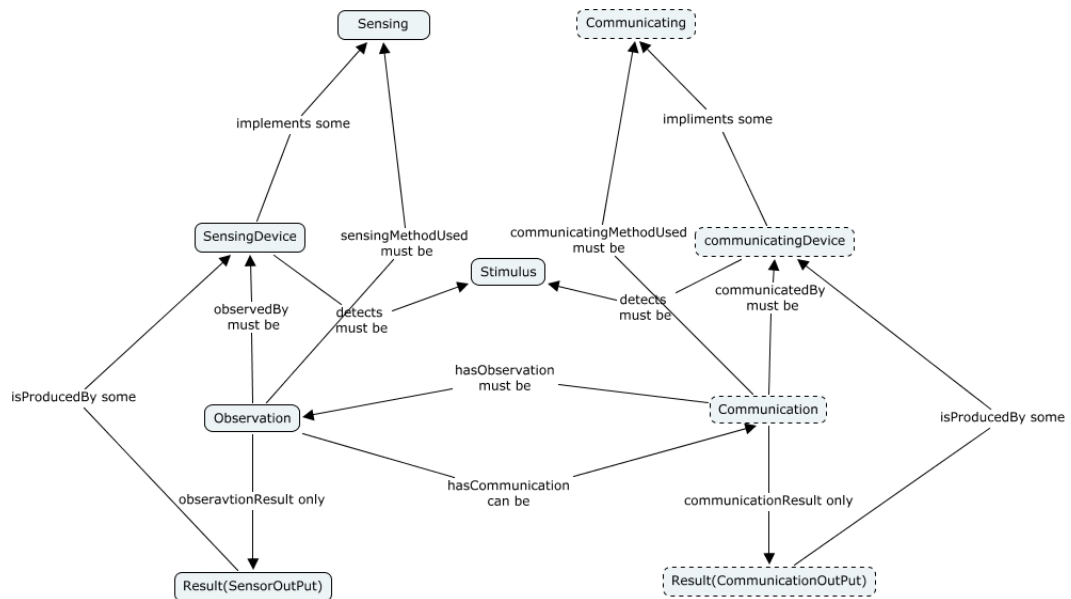 Sensing
Communicating
implements some
impliments some
SensingDevice
sensingMethodUsed
must be
communicatingMethodUsed
must be
communicatingDevice
Stimulus
observedBy
must be
detects
must be
detects
must be
communicatedBy
must be
hasObservation
must be
isProducedBy some
Observation
Communication
isProducedBy some
hasCommunication
can be
obseravtionResult only
communicationResult only
Result(SensorOutPut)
Result(CommunicationOutPut)